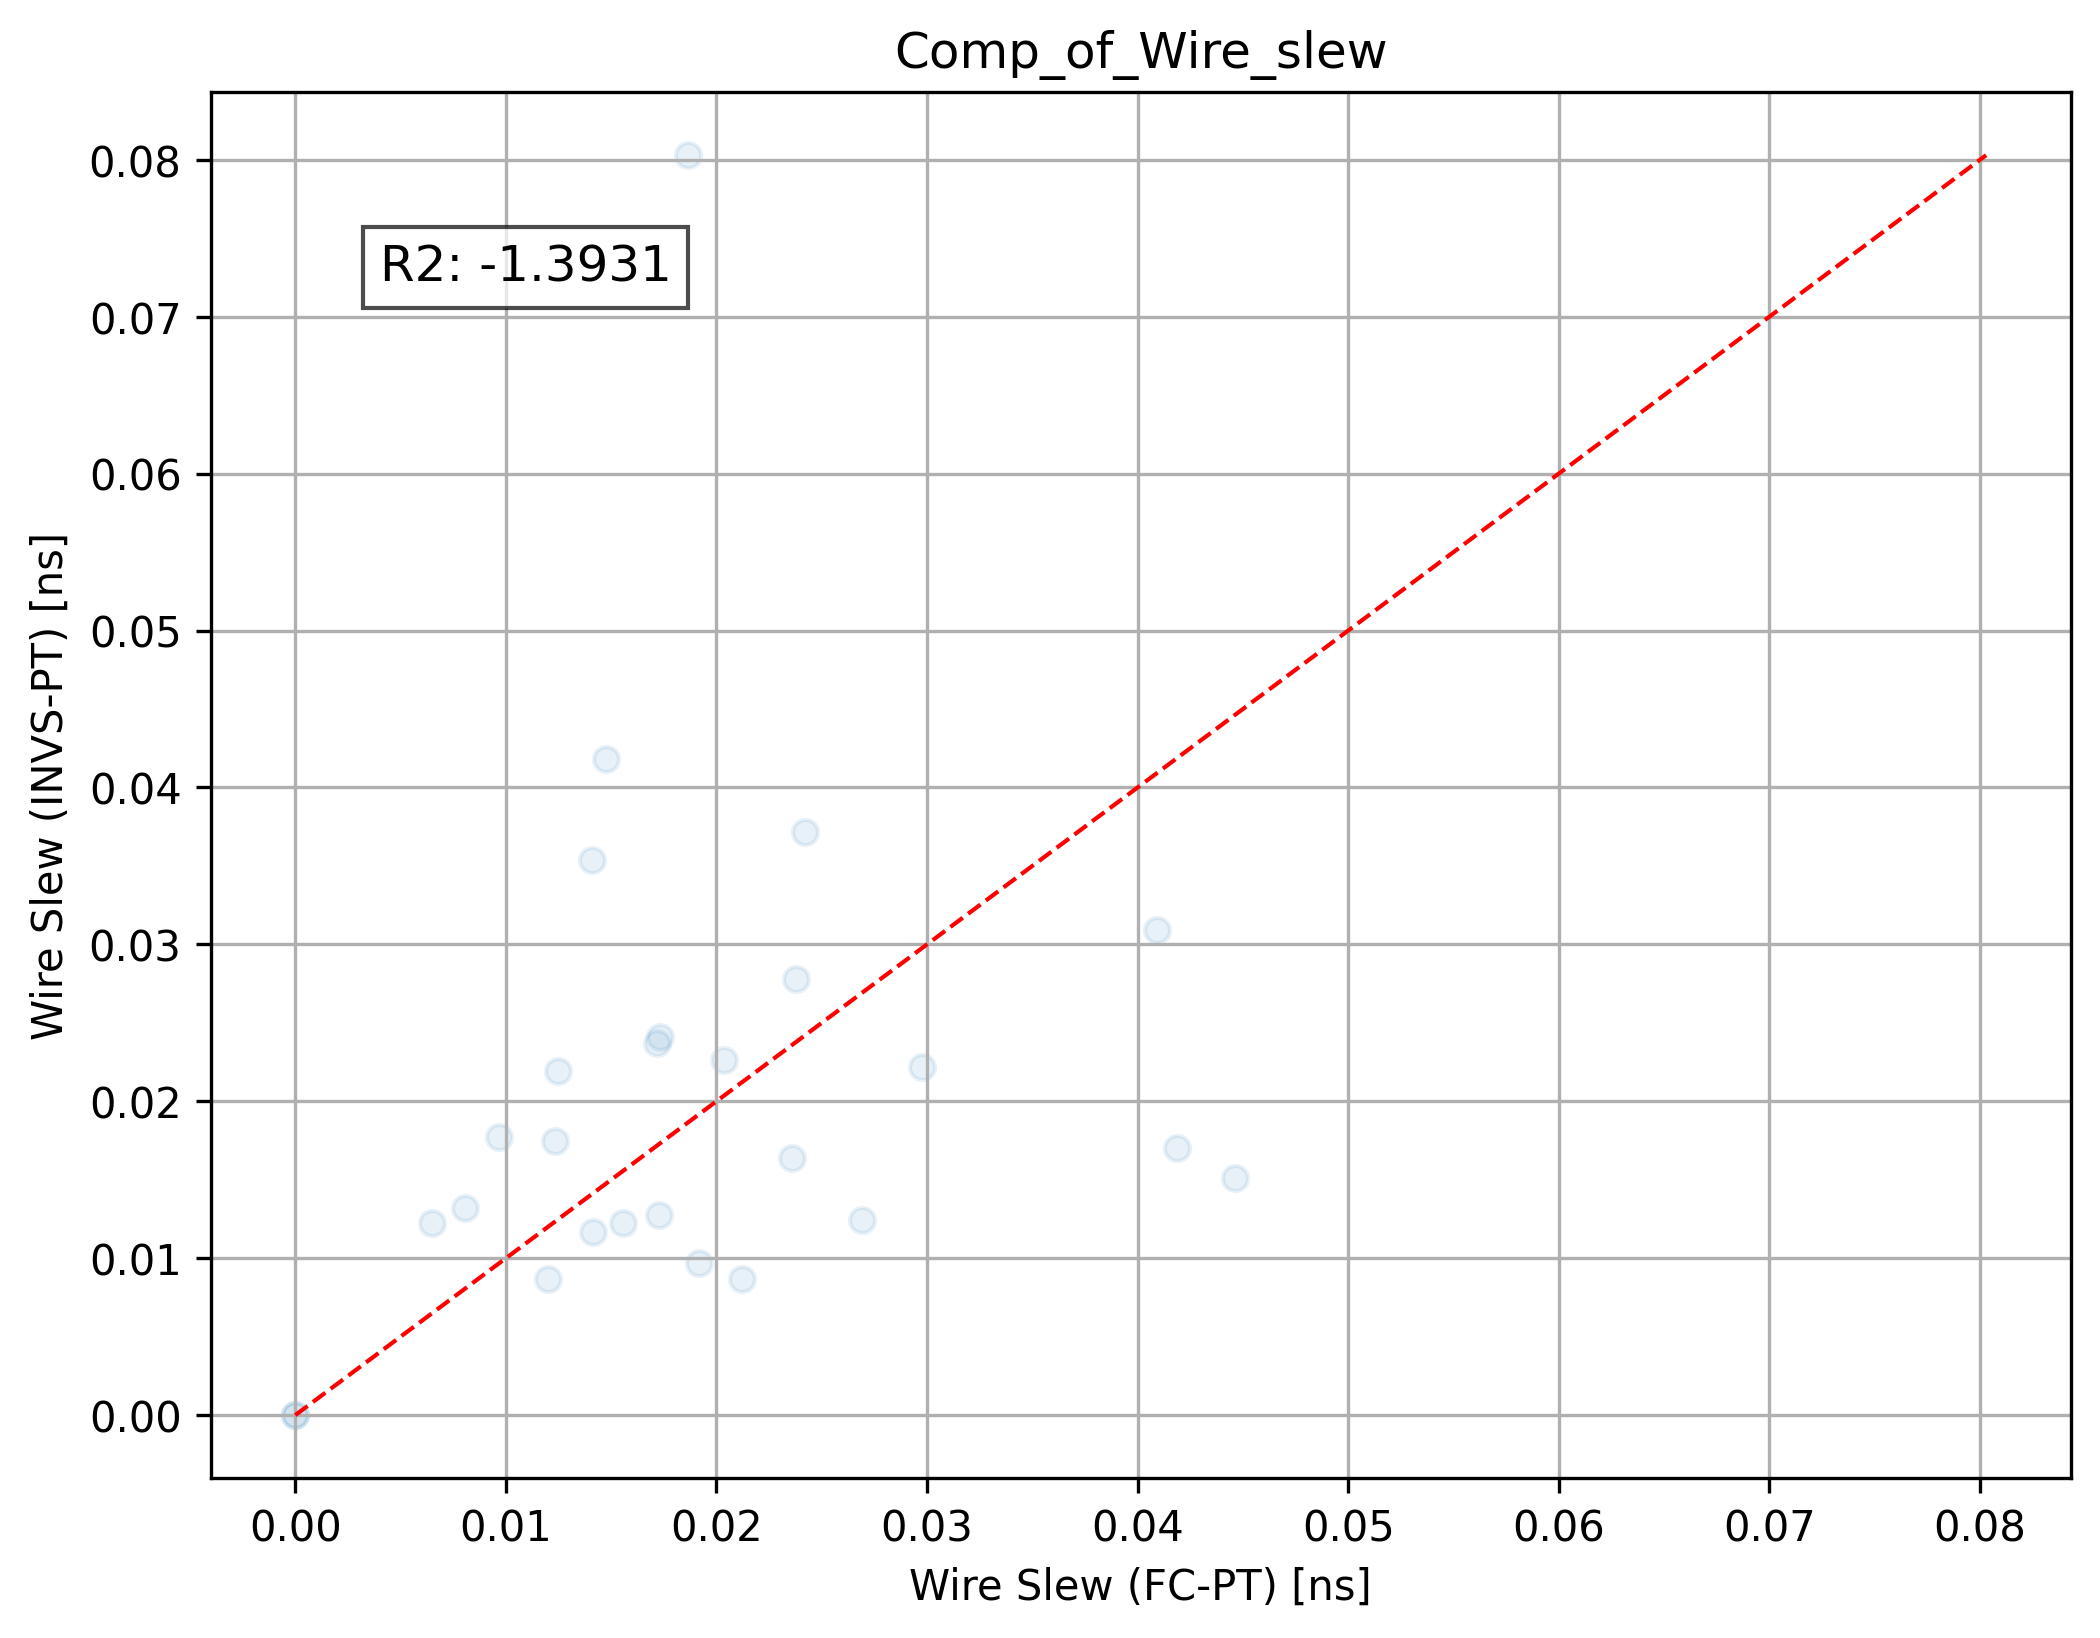 Comp_of_Wire_slew
R2: -1.3931
Wire Slew (INVS-PT) [ns]
0.08
0.07
0.06
0.05
0.04
0.03
0.02
0.01
0.00
0.00 0.01 0.02 0.03 0.04 0.05 0.06 0.07 0.08
Wire Slew (FC-PT) [ns]